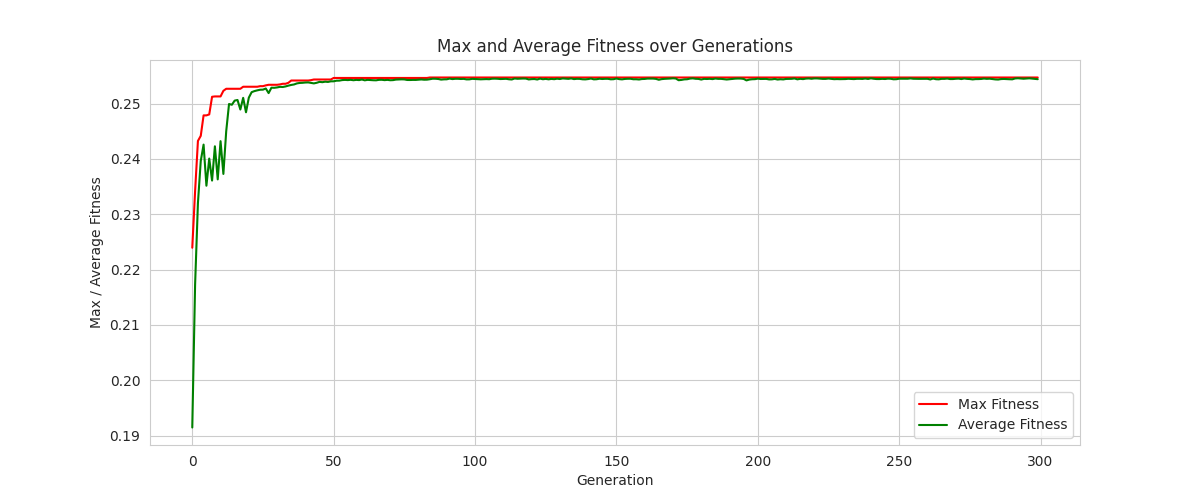 Max and Average Fitness over Generations
Max / Average Fitness
0.25
0.24
0.23
0.22
0.21
0.20
0.19
0
50
100
150
200
250
300
Generation
Max Fitness
Average Fitness